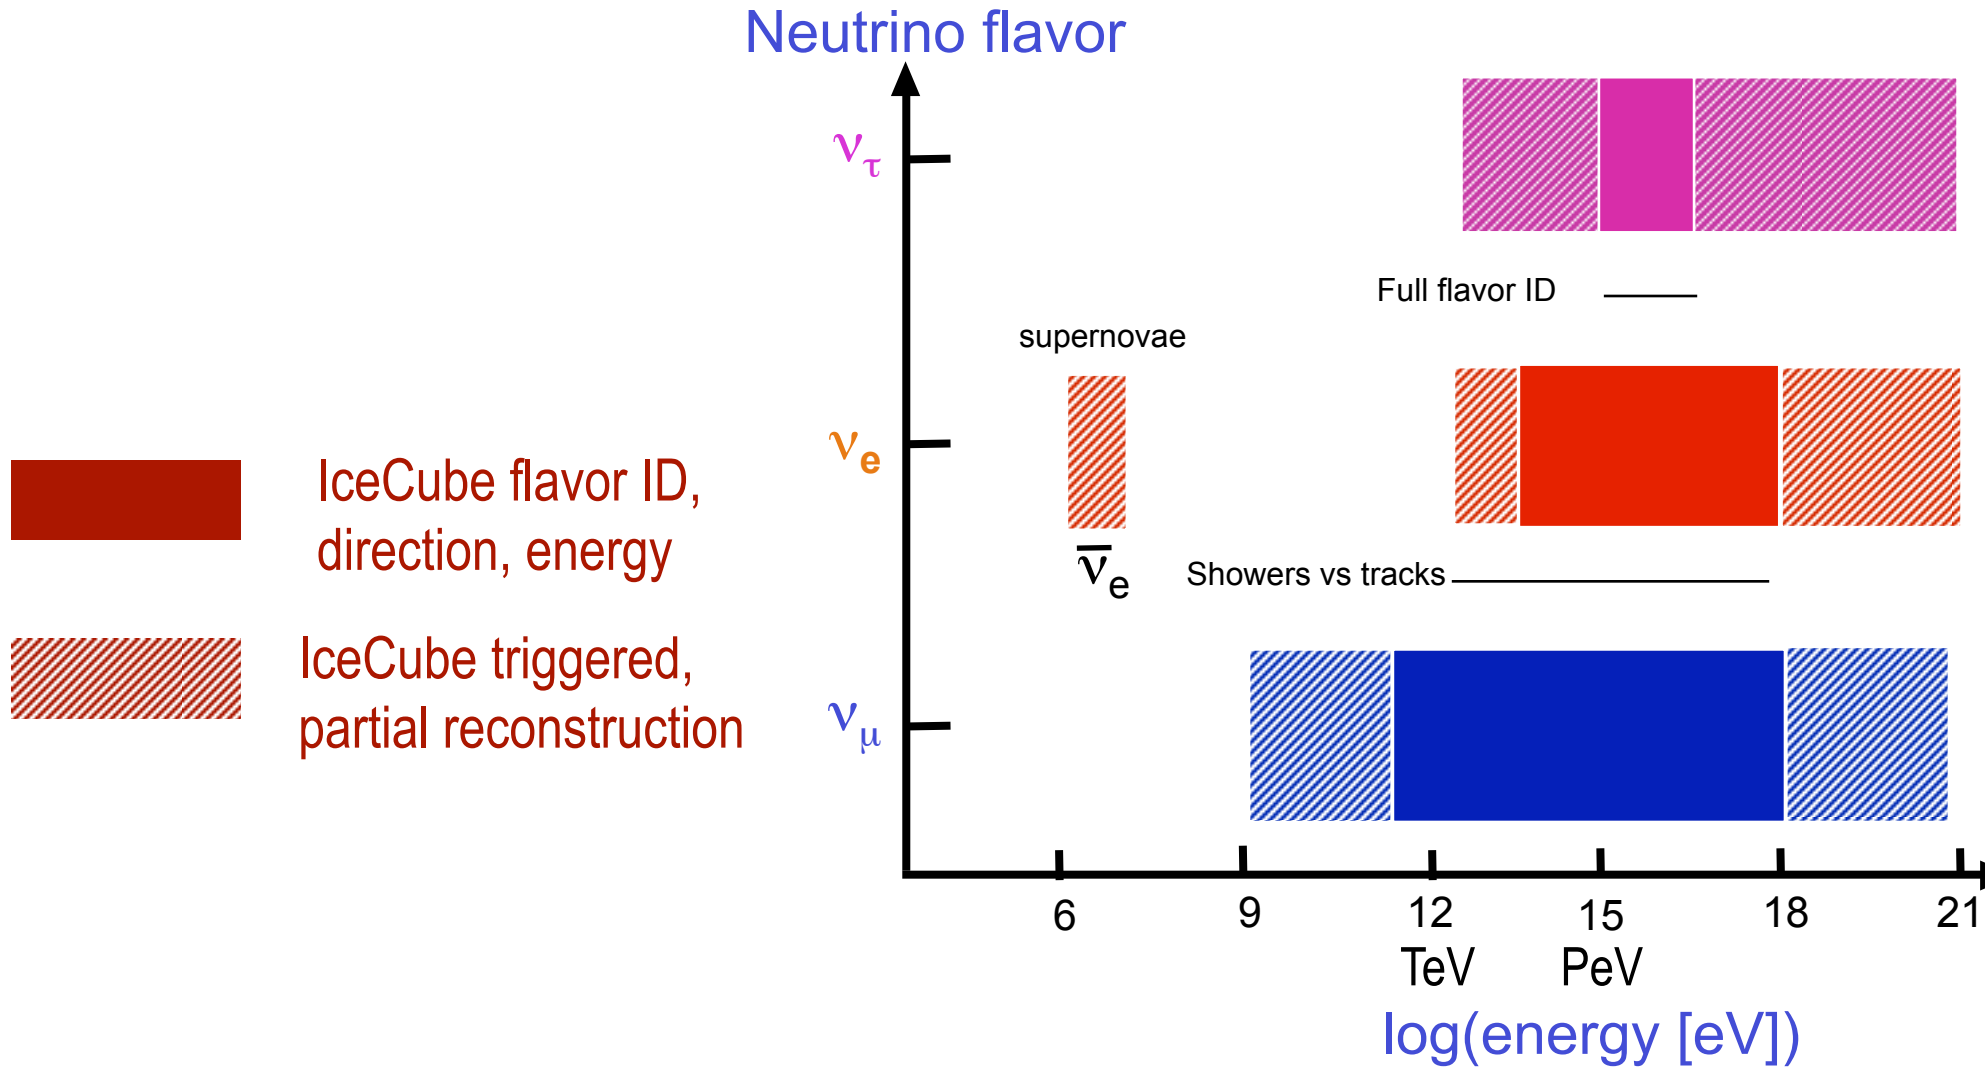 Neutrino flavor
ντ
Full flavor ID
supernovae
νe
IceCube flavor ID,
direction, energy
ν̅e
Showers vs tracks
IceCube triggered,
partial reconstruction
νμ
6 9 12 15 18 21
TeV PeV
log(energy [eV])